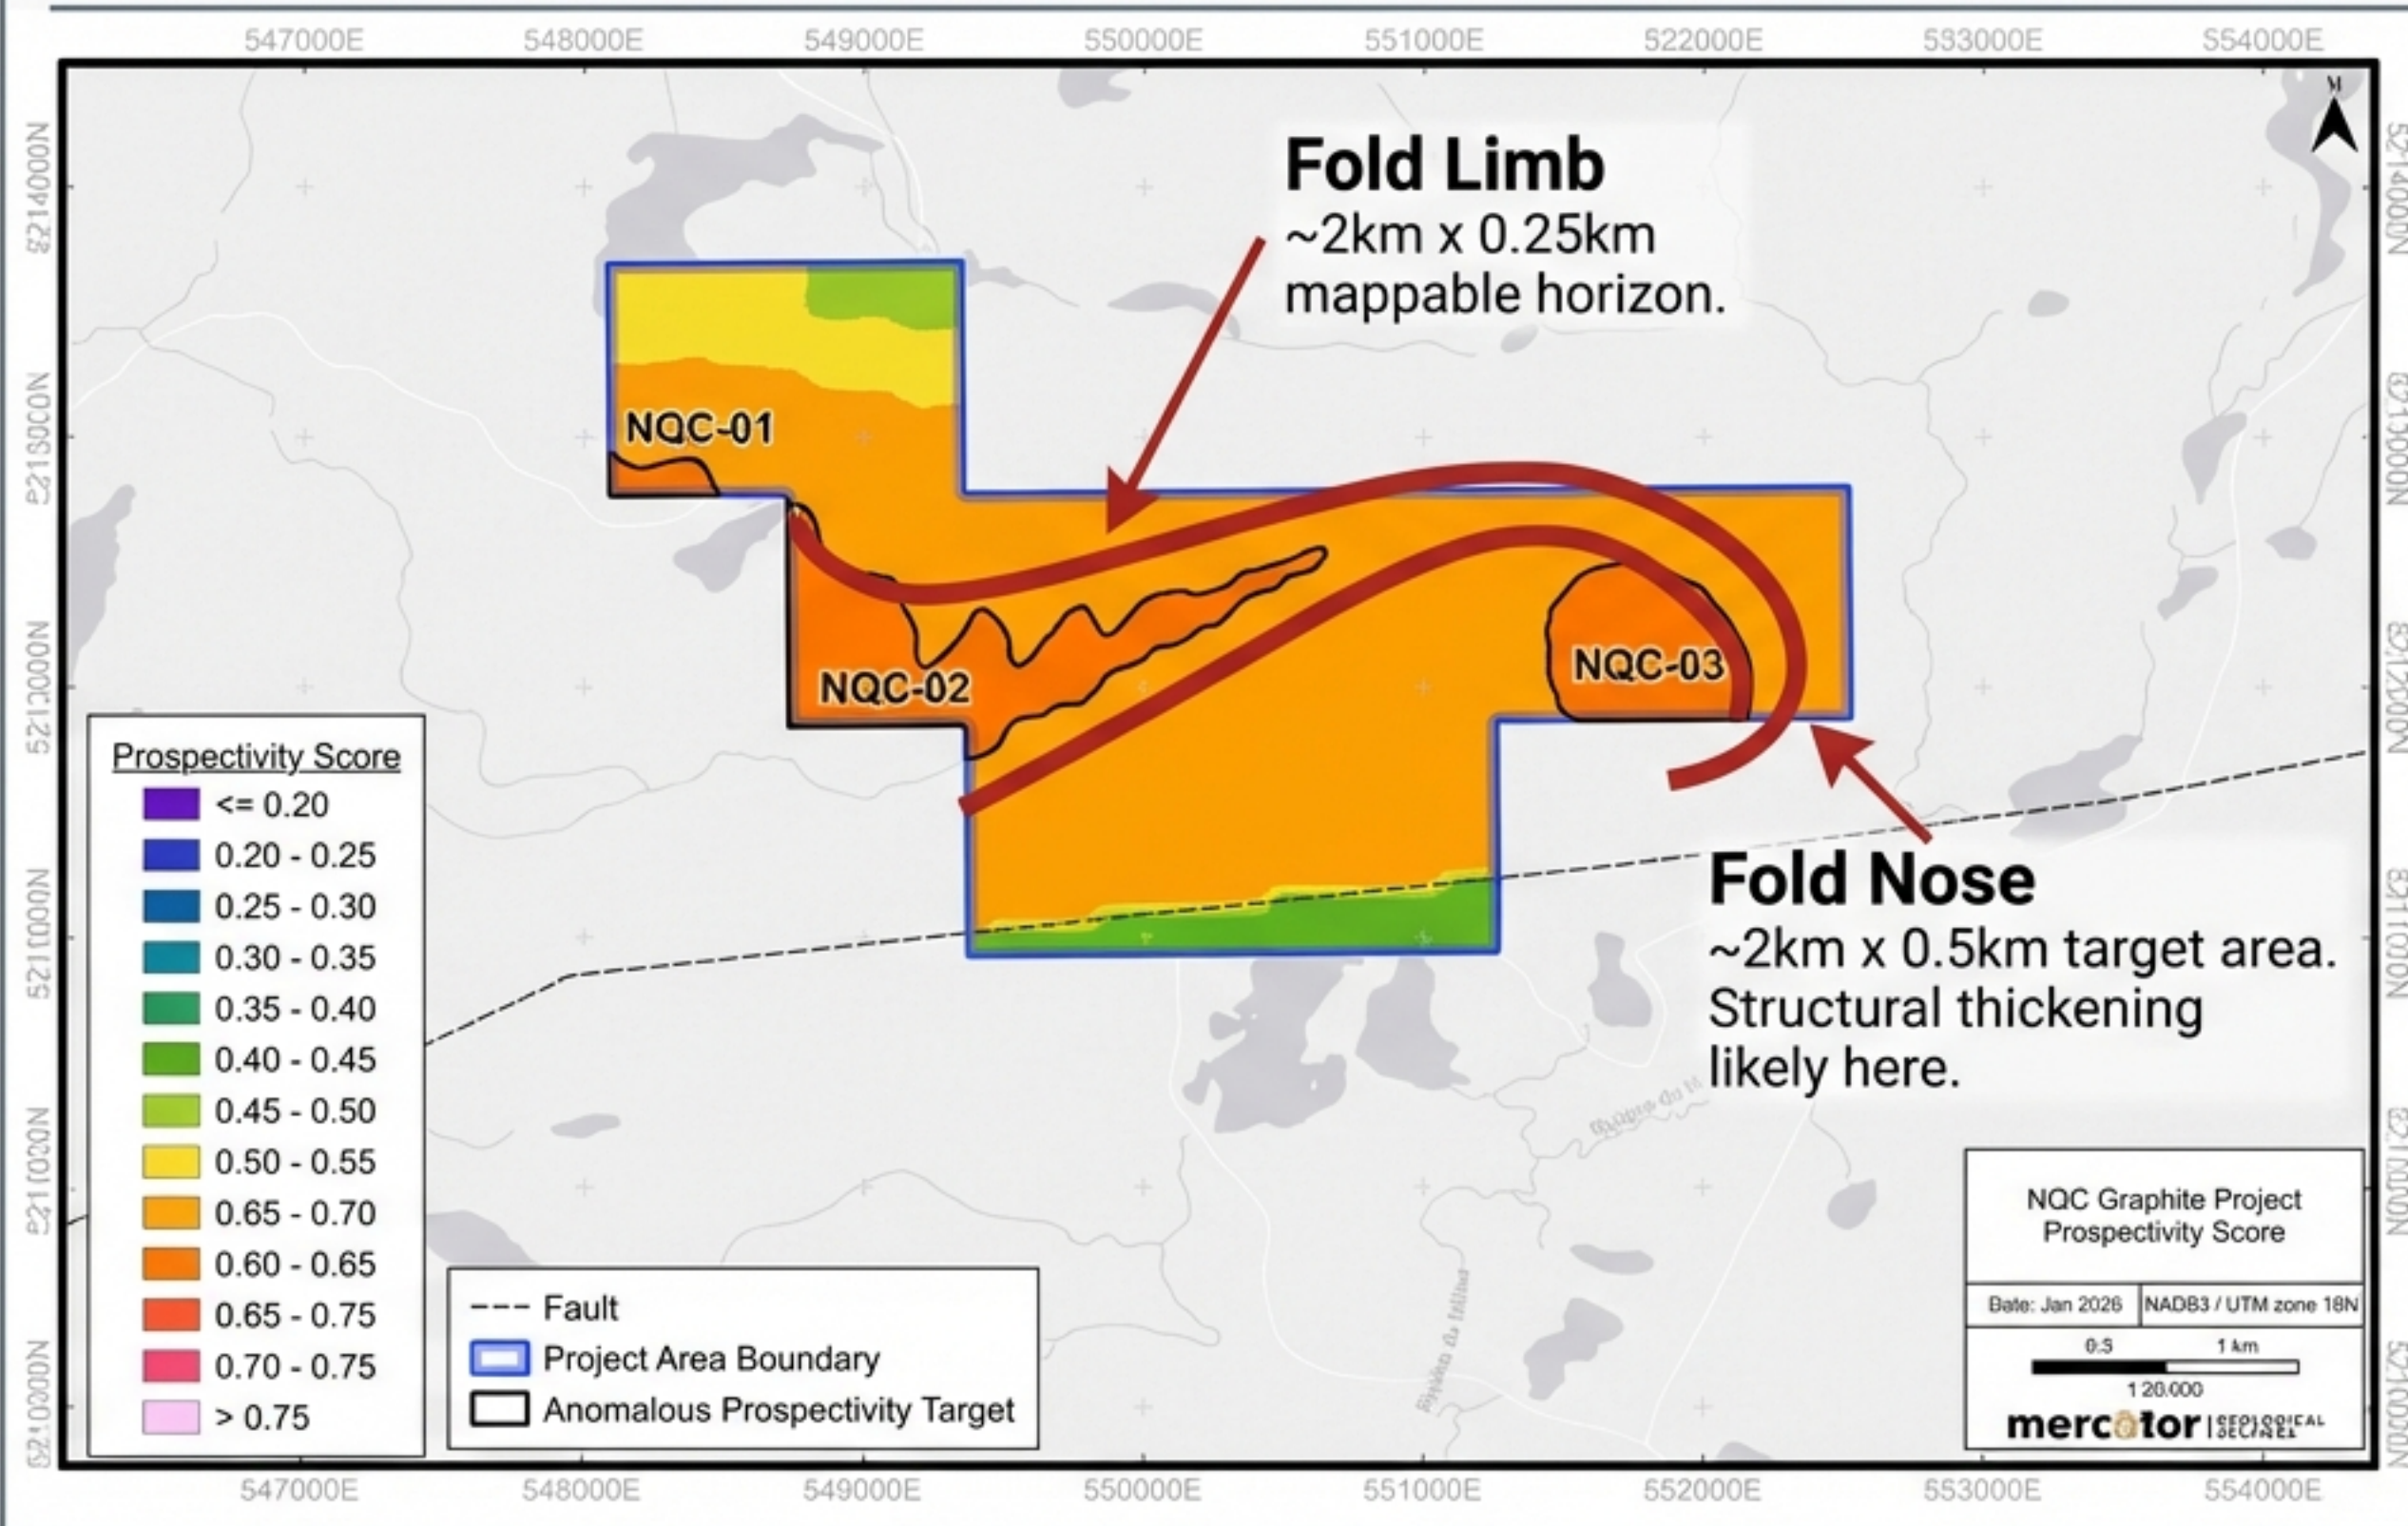 547000E 548000E 549000E 550000E 551000E 522000E 553000E 554000E
Fold Limb
~2km x 0.25km
mappable horizon.
NQC-01
NQC-02
NQC-03
Fold Nose
~2km x 0.5km target area.
Structural thickening
likely here.
Prospectivity Score
<= 0.20
0.20 - 0.25
0.25 - 0.30
0.30 - 0.35
0.35 - 0.40
0.40 - 0.45
0.45 - 0.50
0.50 - 0.55
0.65 - 0.70
0.60 - 0.65
0.65 - 0.75
0.70 - 0.75
> 0.75
Fault
Project Area Boundary
Anomalous Prospectivity Target
NQC Graphite Project
Prospectivity Score
Date: Jan 2026
NADB3 / UTM zone 18N
0:3 1 km
1 20.000
mercator
547000E 548000E 549000E 550000E 551000E 552000E 553000E 554000E